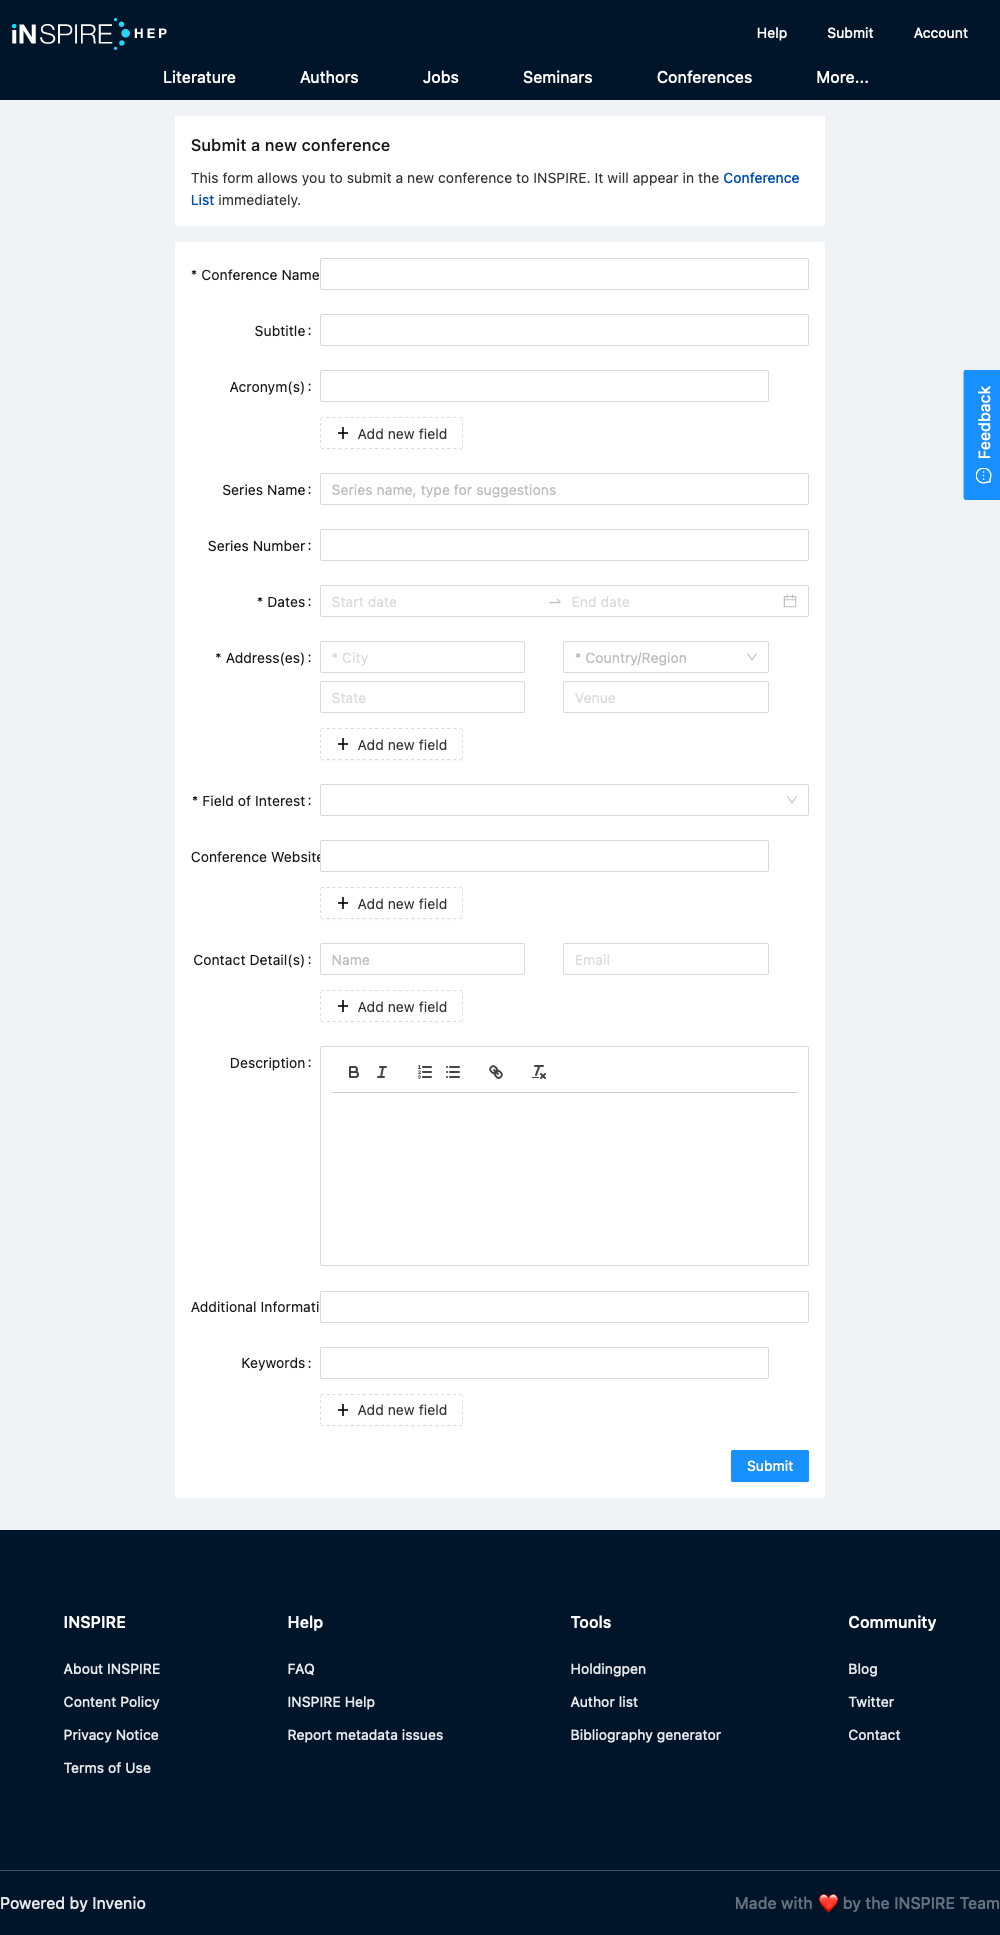 iNSPIRE HEP
Help Submit Account
Literature Authors Jobs Seminars Conferences More...
Submit a new conference
This form allows you to submit a new conference to INSPIRE. It will appear in the Conference
List immediately.
* Conference Name
Subtitle :
Acronym(s) :
+ Add new field
Feedback
Series Name : Series name, type for suggestions
Series Number :
* Dates : Start date → End date
* Address(es) : * City * Country/Region
State Venue
+ Add new field
* Field of Interest :
Conference Website
+ Add new field
Contact Detail(s) : Name Email
+ Add new field
Description :
B I
Additional Informati
Keywords :
+ Add new field
Submit
INSPIRE Help Tools Community
About INSPIRE FAQ Holdingpen Blog
Content Policy INSPIRE Help Author list Twitter
Privacy Notice Report metadata issues Bibliography generator Contact
Terms of Use
Powered by Invenio Made with ❤️ by the INSPIRE Team